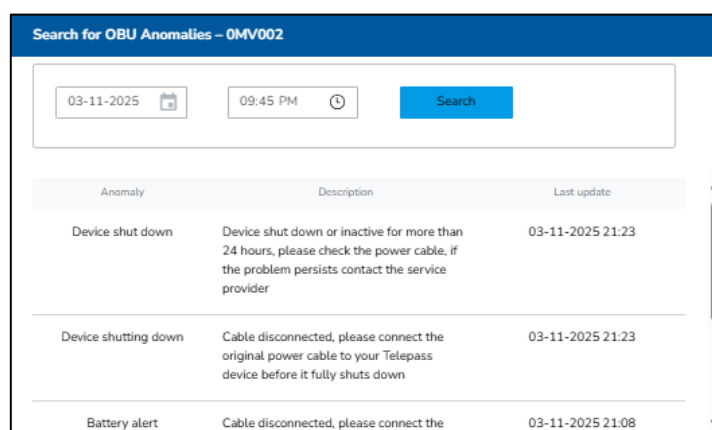 Search for OBU Anomalies – 0MV002
03-11-2025
09:45 PM
Search
Anomaly Description Last update
Device shut down Device shut down or inactive for more than 03-11-2025 21:23
24 hours, please check the power cable, if
the problem persists contact the service
provider
Device shutting down Cable disconnected, please connect the 03-11-2025 21:23
original power cable to your Telepass
device before it fully shuts down
Battery alert Cable disconnected, please connect the 03-11-2025 21:08